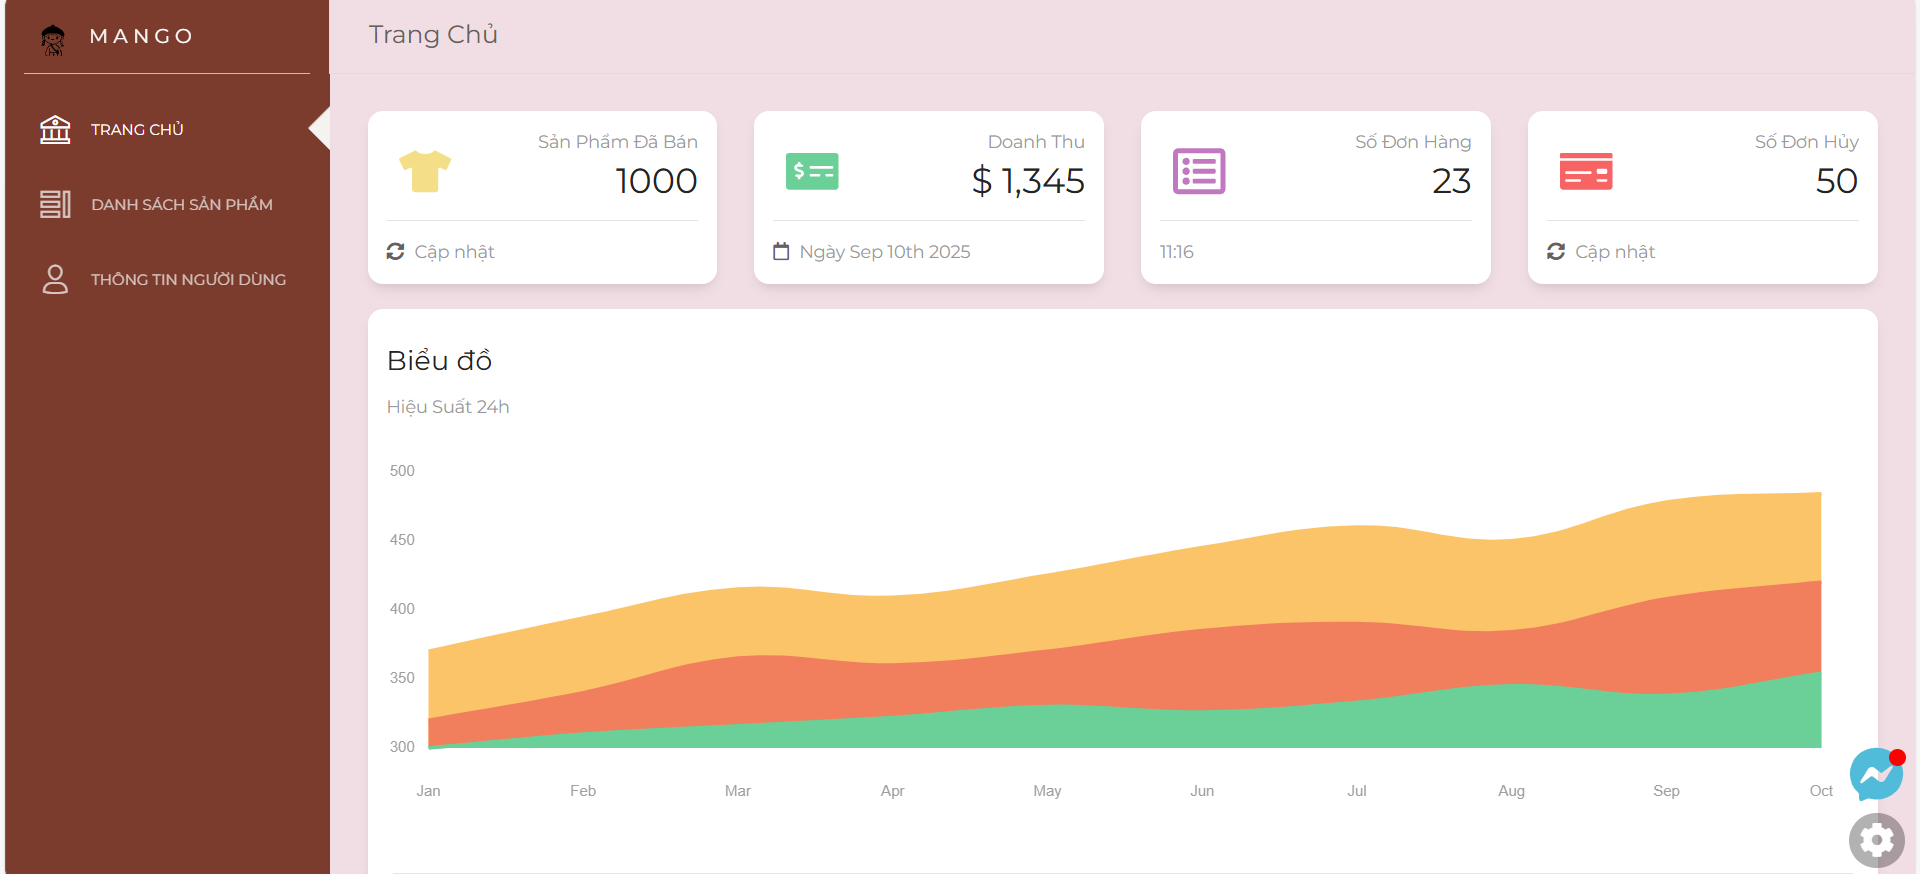 MANGO
TRANG CHỦ
DANH SÁCH SẢN PHẨM
THÔNG TIN NGƯỜI DÙNG
Trang Chủ
Sản Phẩm Đã Bán
1000
Cập nhật
Doanh Thu
$ 1,345
Ngày Sep 10th 2025
Số Đơn Hàng
23
11:16
Số Đơn Hủy
50
Cập nhật
Biểu đồ
Hiệu Suất 24h
500
450
400
350
300
Jan Feb Mar Apr May Jun Jul Aug Sep Oct